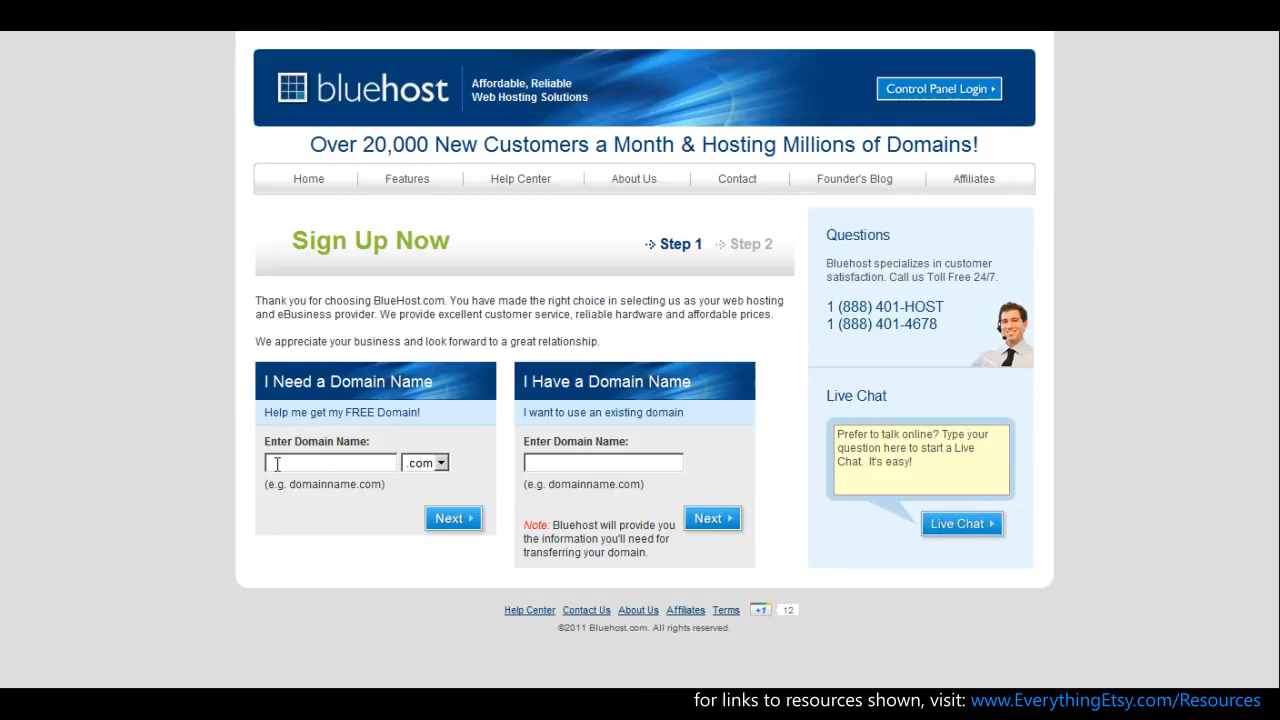 bluehost
Affordable, Reliable
Web Hosting Solutions
Control Panel Login
Over 20,000 New Customers a Month & Hosting Millions of Domains!
Home Features Help Center About Us Contact Founder's Blog Affiliates
Sign Up Now
Step 1 Step 2
Thank you for choosing BlueHost.com. You have made the right choice in selecting us as your web hosting
and eBusiness provider. We provide excellent customer service, reliable hardware and affordable prices.
We appreciate your business and look forward to a great relationship.
I Need a Domain Name
Help me get my FREE Domain!
Enter Domain Name:
.com
(e.g. domainname.com)
Next
I Have a Domain Name
I want to use an existing domain
Enter Domain Name:
(e.g. domainname.com)
Note: Bluehost will provide you
the information you'll need for
transferring your domain.
Next
Questions
Bluehost specializes in customer
satisfaction. Call us Toll Free 24/7.
1 (888) 401-HOST
1 (888) 401-4678
Live Chat
Prefer to talk online? Type your
question here to start a Live
Chat. It's easy!
Live Chat
Help Center Contact Us About Us Affiliates Terms +1 12
©2011 Bluehost.com. All rights reserved.
for links to resources shown, visit: www.EverythingEtsy.com/Resources